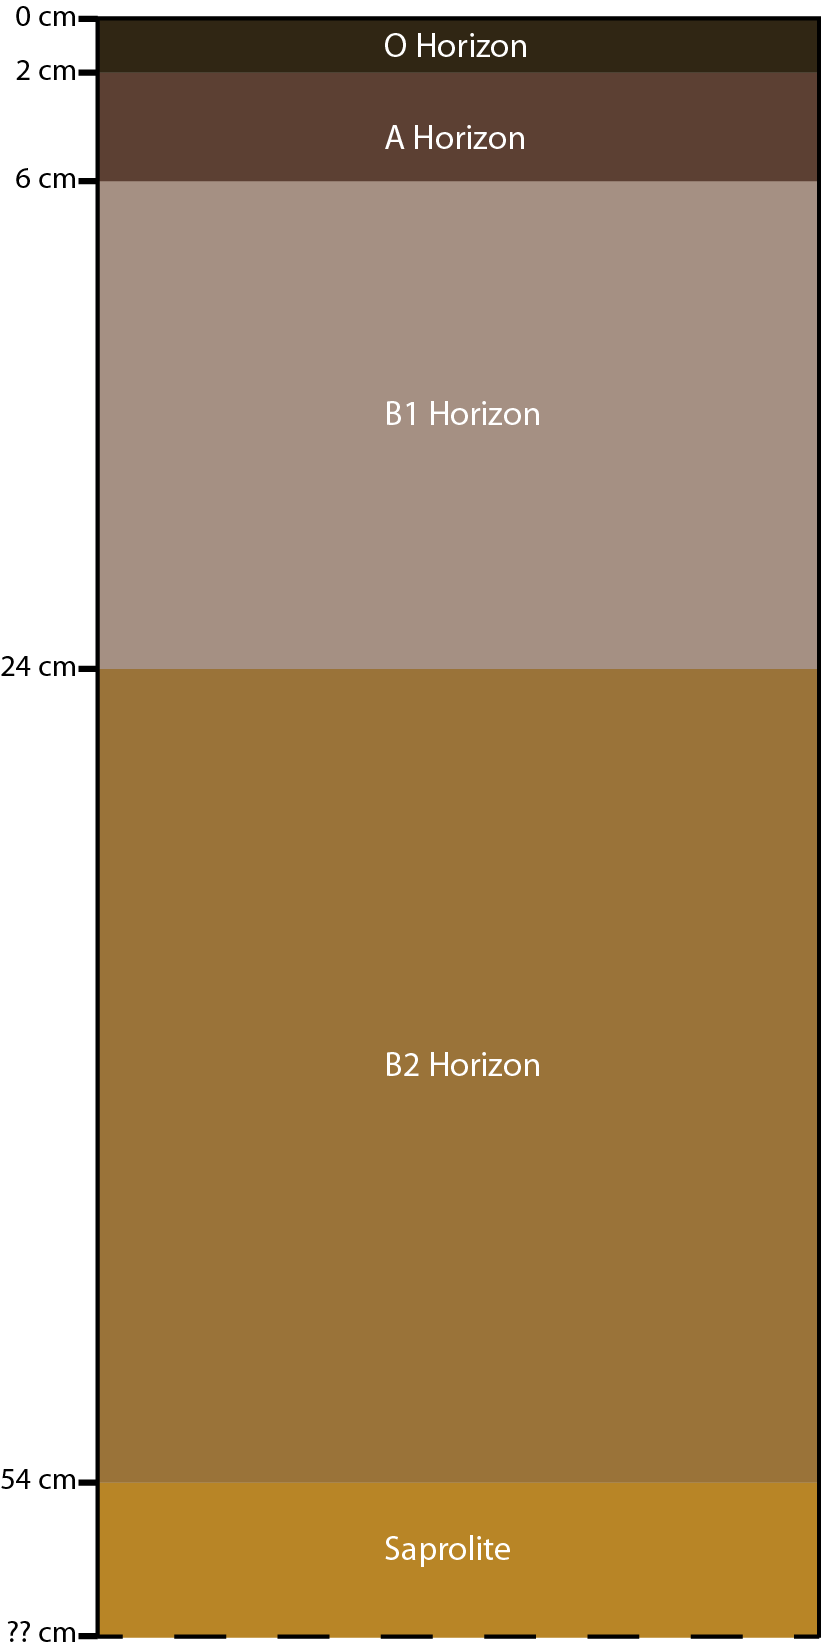 0 cm
O Horizon
2 cm
A Horizon
6 cm
B1 Horizon
24 cm
B2 Horizon
54 cm
Saprolite
?? cm